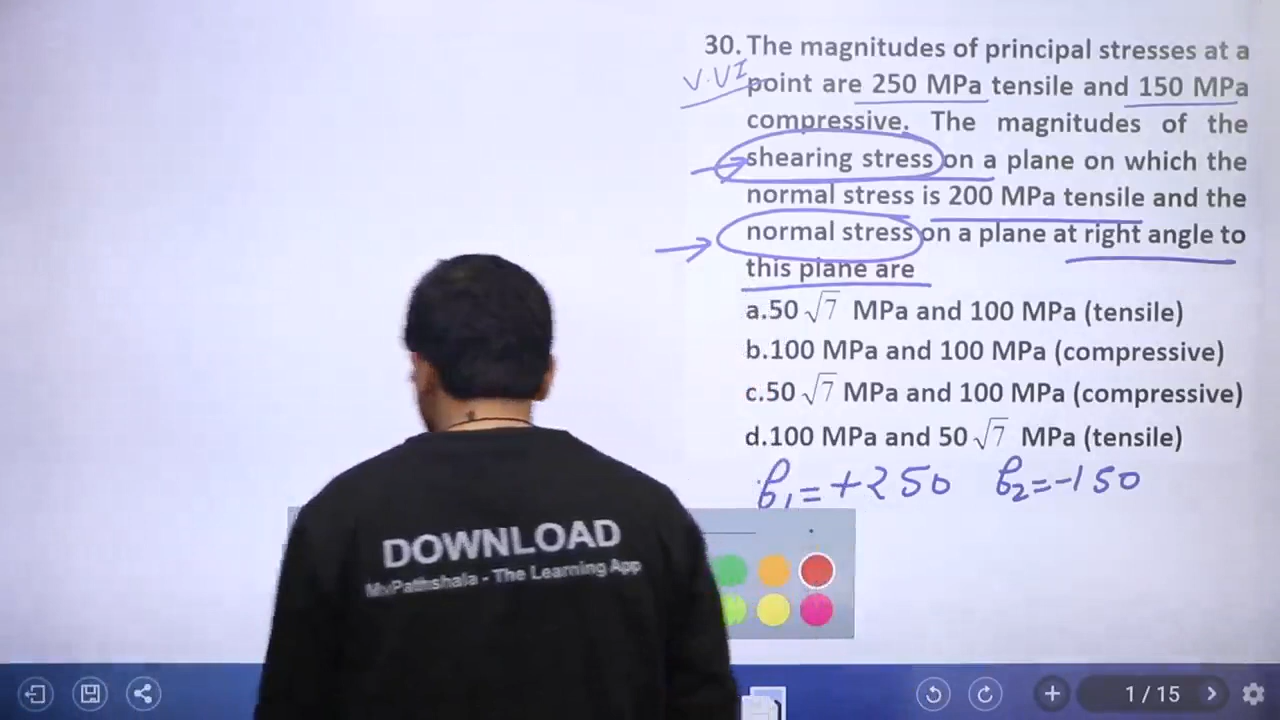 30. The magnitudes of principal stresses at a
V.VI point are 250 MPa tensile and 150 MPa
compressive. The magnitudes of the
shearing stress on a plane on which the
normal stress is 200 MPa tensile and the
normal stress on a plane at right angle to
this plane are
a.50 √7 MPa and 100 MPa (tensile)
b.100 MPa and 100 MPa (compressive)
c.50 √7 MPa and 100 MPa (compressive)
d.100 MPa and 50 √7 MPa (tensile)
β₁=+250 β₂=-150
DOWNLOAD
MyPathshala - The Learning App
1 / 15